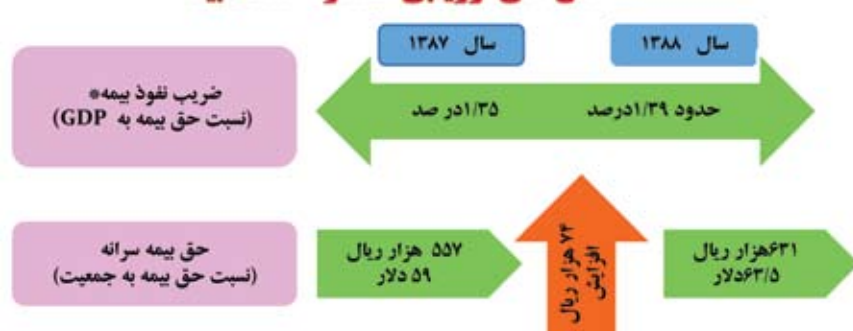 سال ۱۳۸۸
سال ۱۳۸۷
ضریب نفوذ بیمه*
(نسبت حق بیمه به GDP)
حدود ۱/۳۹درصد
۱/۳۵در صد
حق بیمه سرانه
(نسبت حق بیمه به جمعیت)
۵۵۷ هزار ریال
۵۹ دلار
۷۴ هزار ریال
افزایش
۶۳۱هزار ریال
۶۳/۵دلار